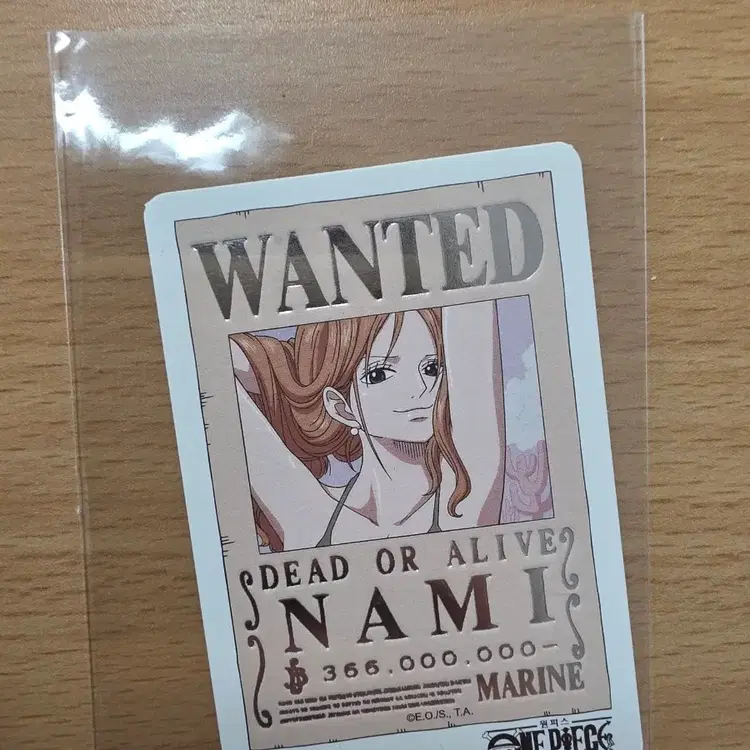 WANTED
DEAD OR ALIVE
NAMI
฿ 366.000.000-
MARINE
©E.O./S., T.A.
원피스
ONE PIECE